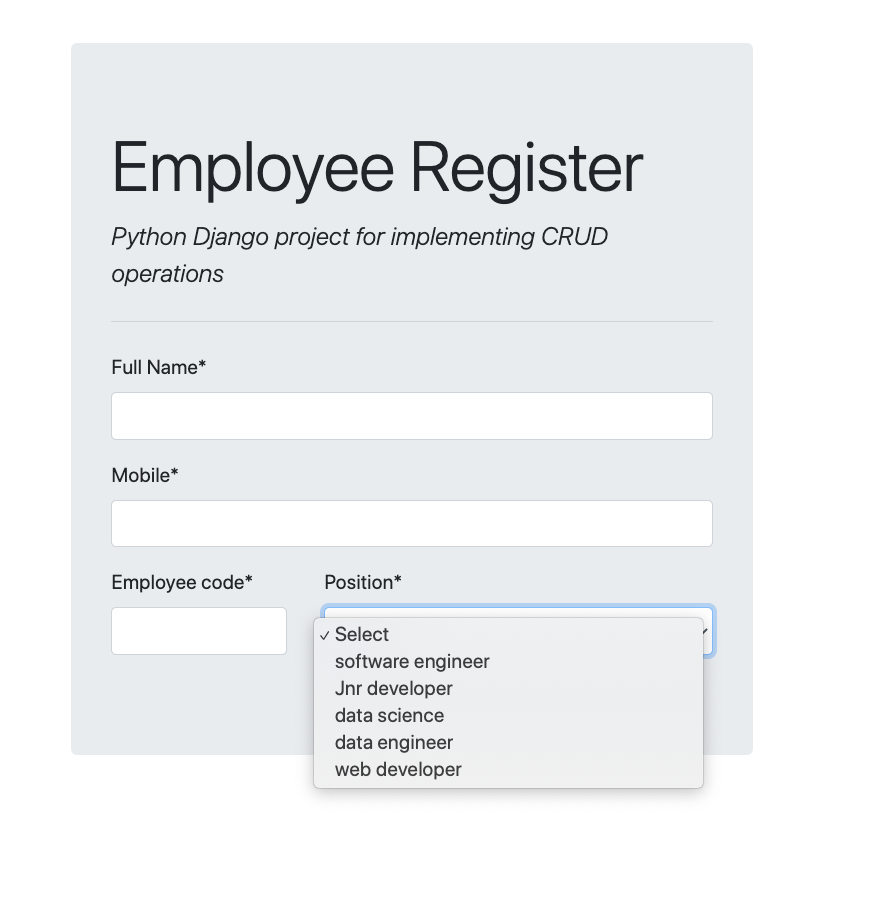 Employee Register
Python Django project for implementing CRUD
operations
Full Name*
Mobile*
Employee code*
Position*
✓ Select
software engineer
Jnr developer
data science
data engineer
web developer